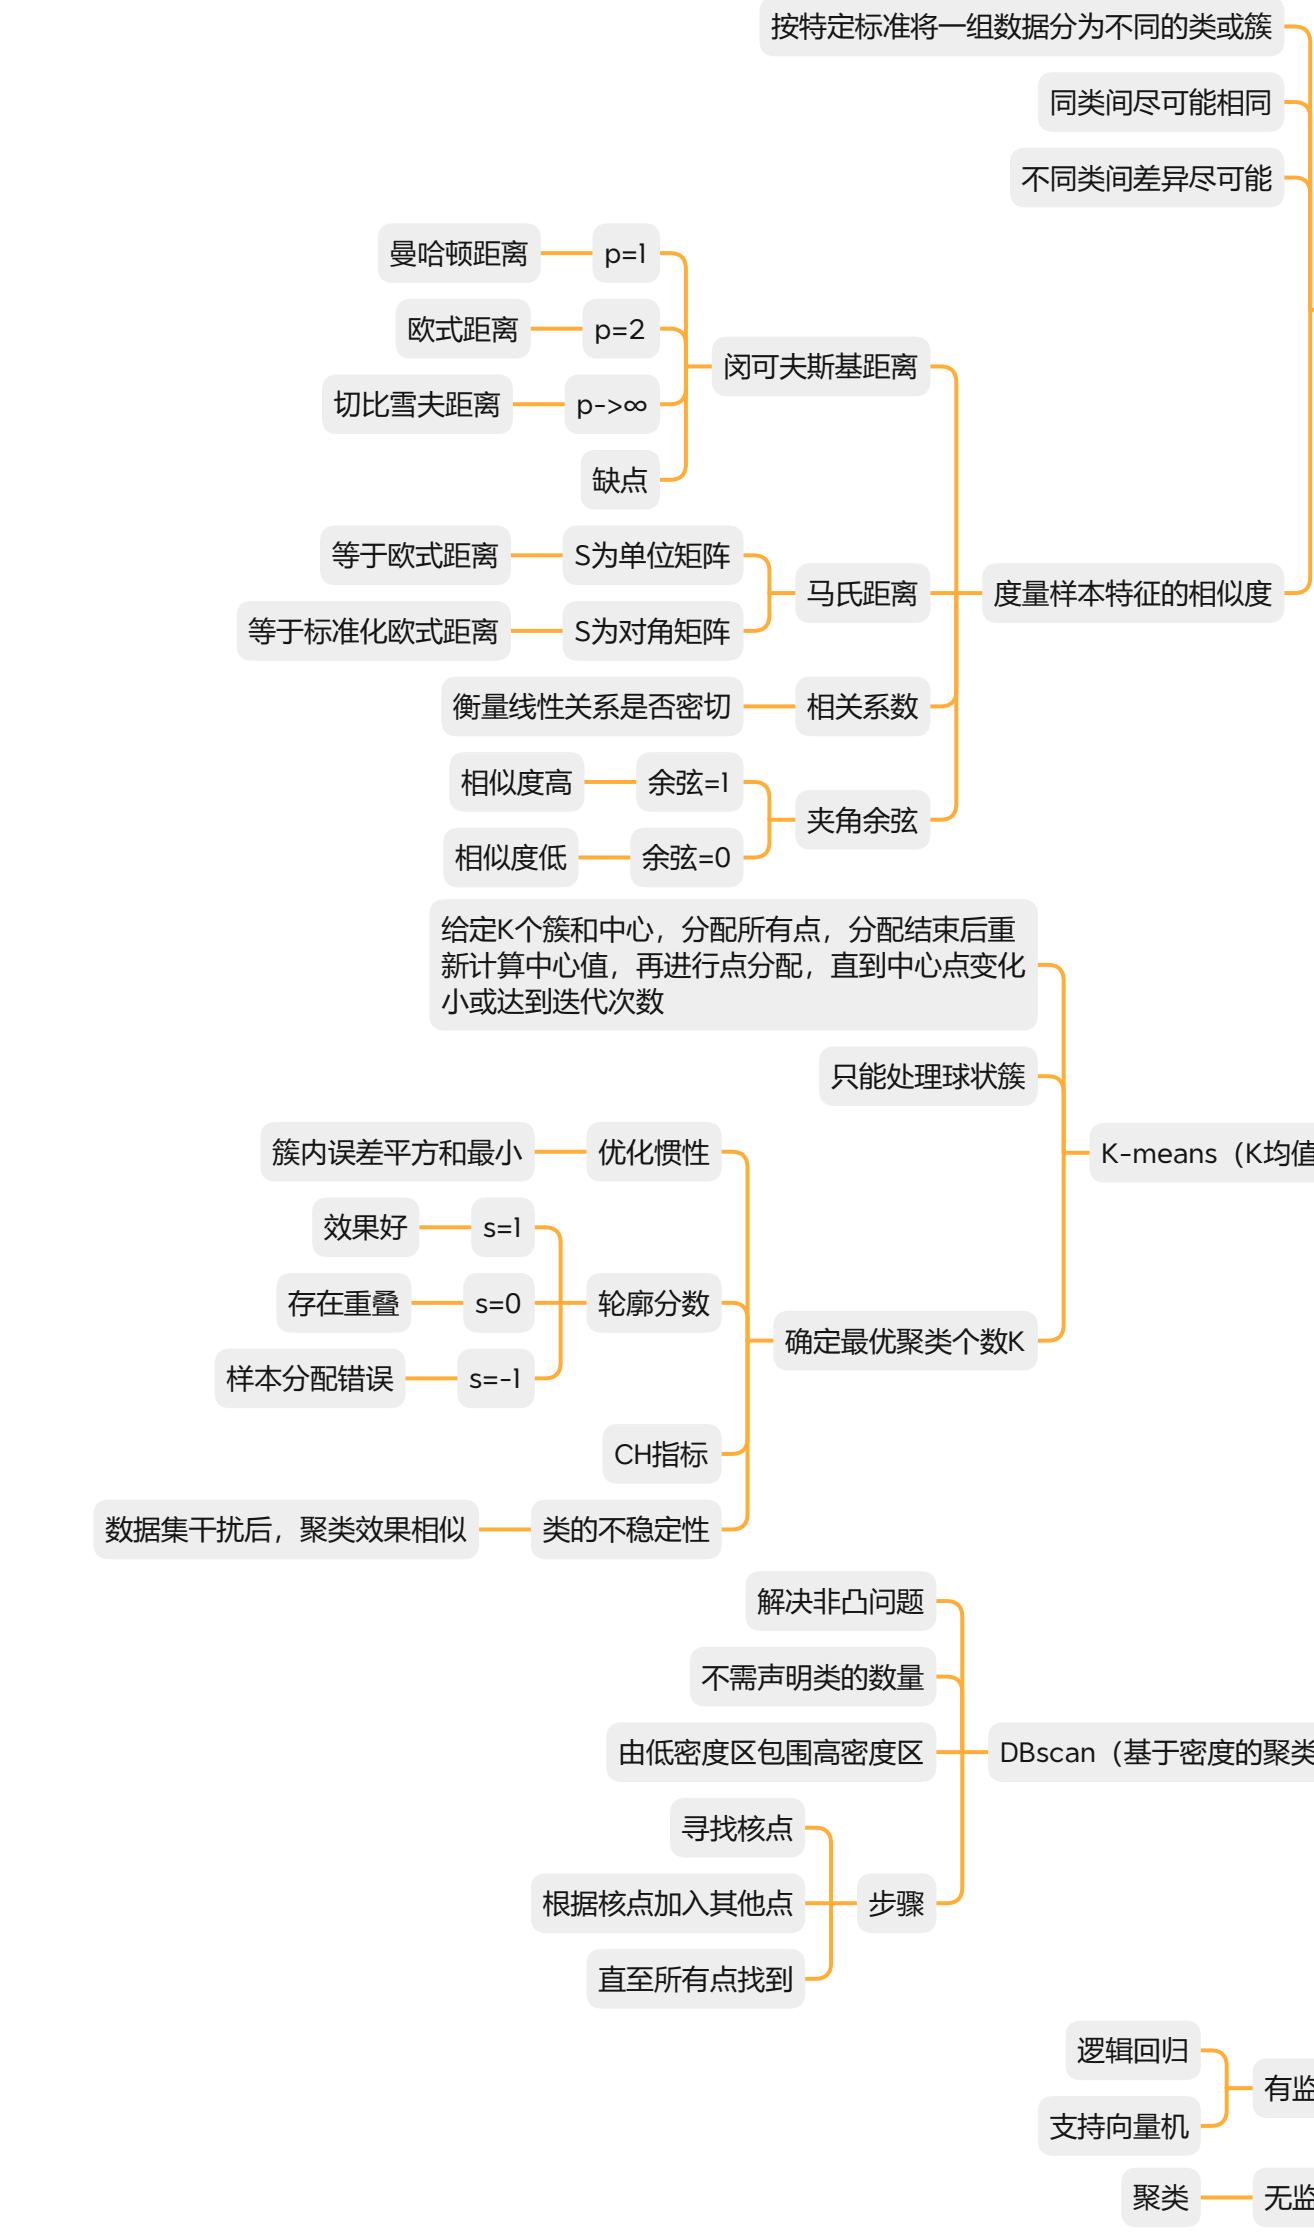 按特定标准将一组数据分为不同的类或簇
同类间尽可能相同
不同类间差异尽可能
曼哈顿距离
p=1
欧式距离
p=2
闵可夫斯基距离
切比雪夫距离
p->∞
缺点
等于欧式距离
S为单位矩阵
马氏距离
度量样本特征的相似度
等于标准化欧式距离
S为对角矩阵
衡量线性关系是否密切
相关系数
相似度高
余弦=1
夹角余弦
相似度低
余弦=0
给定K个簇和中心，分配所有点，分配结束后重
新计算中心值，再进行点分配，直到中心点变化
小或达到迭代次数
只能处理球状簇
簇内误差平方和最小
优化惯性
K-means（K均值
效果好
s=1
存在重叠
s=0
轮廓分数
确定最优聚类个数K
样本分配错误
s=-1
CH指标
数据集干扰后，聚类效果相似
类的不稳定性
解决非凸问题
不需声明类的数量
由低密度区包围高密度区
DBscan（基于密度的聚类
寻找核点
根据核点加入其他点
步骤
直至所有点找到
逻辑回归
有监
支持向量机
聚类
无监